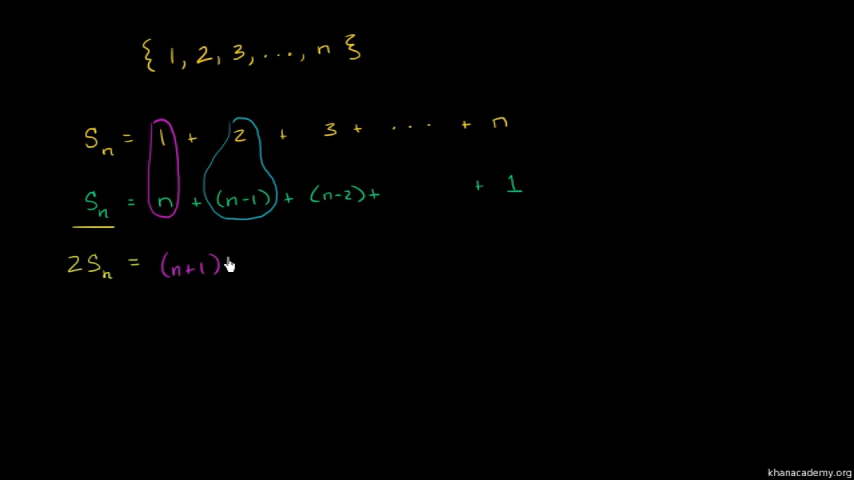 { 1, 2, 3, ..., n }
Sn = 1 + 2 + 3 + ... + n
Sn = n + (n-1) + (n-2) + + 1
2Sn = (n+1)
khanacademy.org